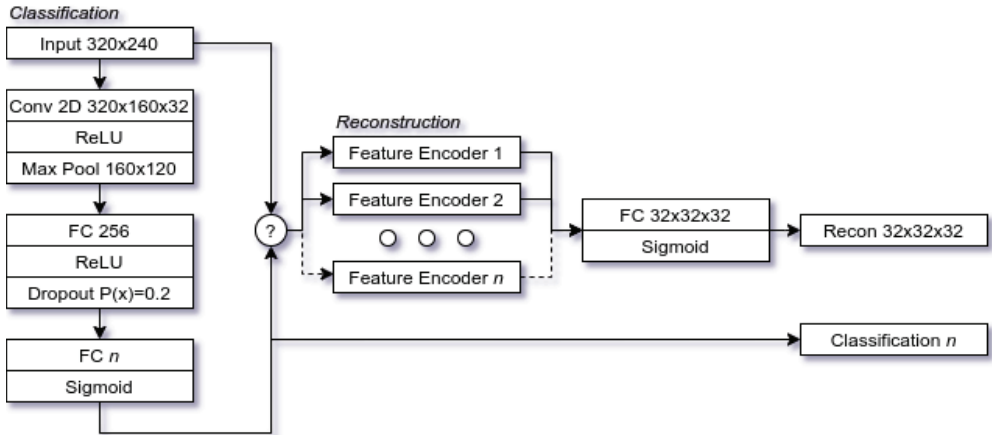 Classification
Input 320x240
Conv 2D 320x160x32
ReLU
Max Pool 160x120
FC 256
ReLU
Dropout P(x)=0.2
FC n
Sigmoid
?
Reconstruction
Feature Encoder 1
Feature Encoder 2
Feature Encoder n
FC 32x32x32
Sigmoid
Recon 32x32x32
Classification n